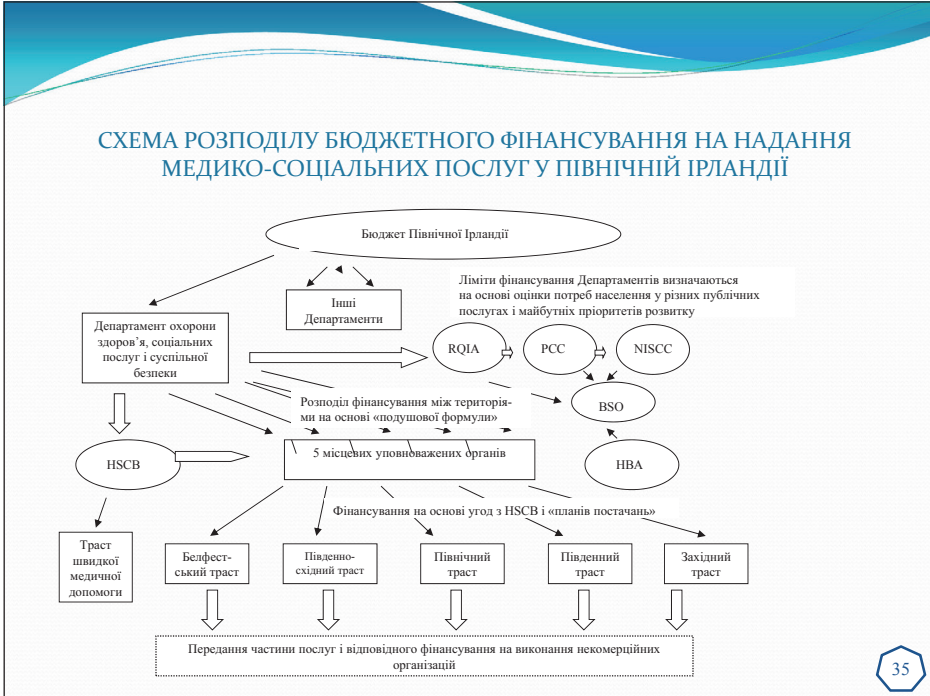 СХЕМА РОЗПОДІЛУ БЮДЖЕТНОГО ФІНАНСУВАННЯ НА НАДАННЯ
МЕДИКО-СОЦІАЛЬНИХ ПОСЛУГ У ПІВНІЧНІЙ ІРЛАНДІЇ
Бюджет Північної Ірландії
Ліміти фінансування Департаментів визначаються
на основі оцінки потреб населення у різних публічних
послугах і майбутніх пріоритетів розвитку
Інші
Департаменти
Департамент охорони
здоров’я, соціальних
послуг і суспільної
безпеки
RQIA
PCC
NISCC
Розподіл фінансування між територія-
ми на основі «подушової формули»
BSO
HSCB
5 місцевих уповноважених органів
HBA
Фінансування на основі угод з HSCB і «планів постачань»
Траст
швидкої
медичної
допомоги
Белфест-
ський траст
Південно-
східний траст
Північний
траст
Південний
траст
Західний
траст
Передання частини послуг і відповідного фінансування на виконання некомерційних
організацій
35